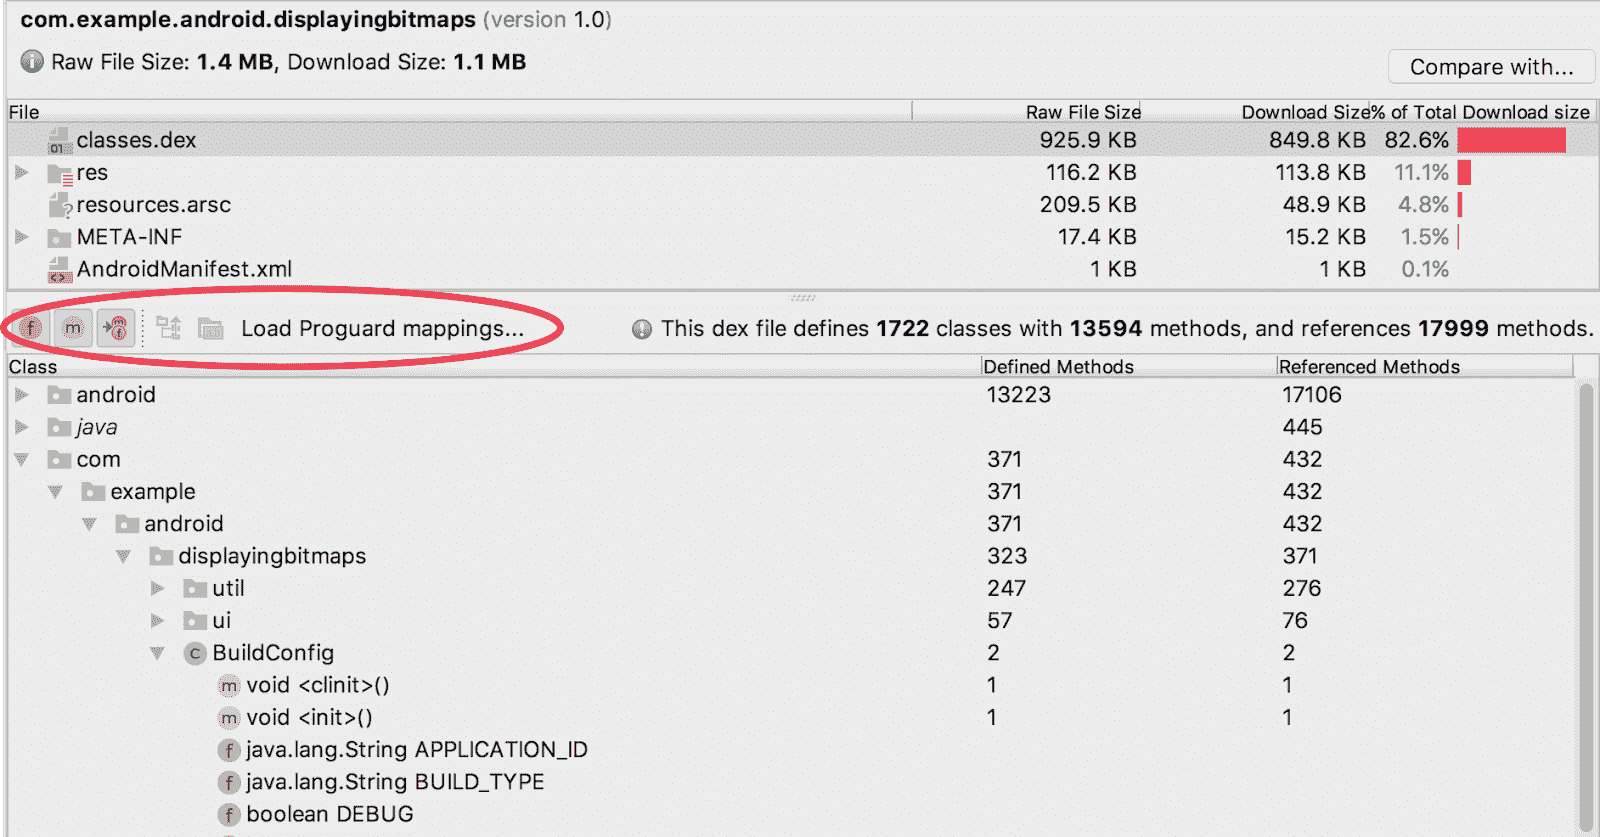 com.example.android.displayingbitmaps (version 1.0)
Raw File Size: 1.4 MB, Download Size: 1.1 MB
Compare with...
File Raw File Size Download Size % of Total Download size
classes.dex 925.9 KB 849.8 KB 82.6%
res 116.2 KB 113.8 KB 11.1%
resources.arsc 209.5 KB 48.9 KB 4.8%
META-INF 17.4 KB 15.2 KB 1.5%
AndroidManifest.xml 1 KB 1 KB 0.1%
f m m f Load Proguard mappings... This dex file defines 1722 classes with 13594 methods, and references 17999 methods.
Class Defined Methods Referenced Methods
android 13223 17106
java 445
com 371 432
example 371 432
android 371 432
displayingbitmaps 323 371
util 247 276
ui 57 76
C BuildConfig 2 2
m void <clinit>() 1 1
m void <init>() 1 1
f java.lang.String APPLICATION_ID
f java.lang.String BUILD_TYPE
f boolean DEBUG